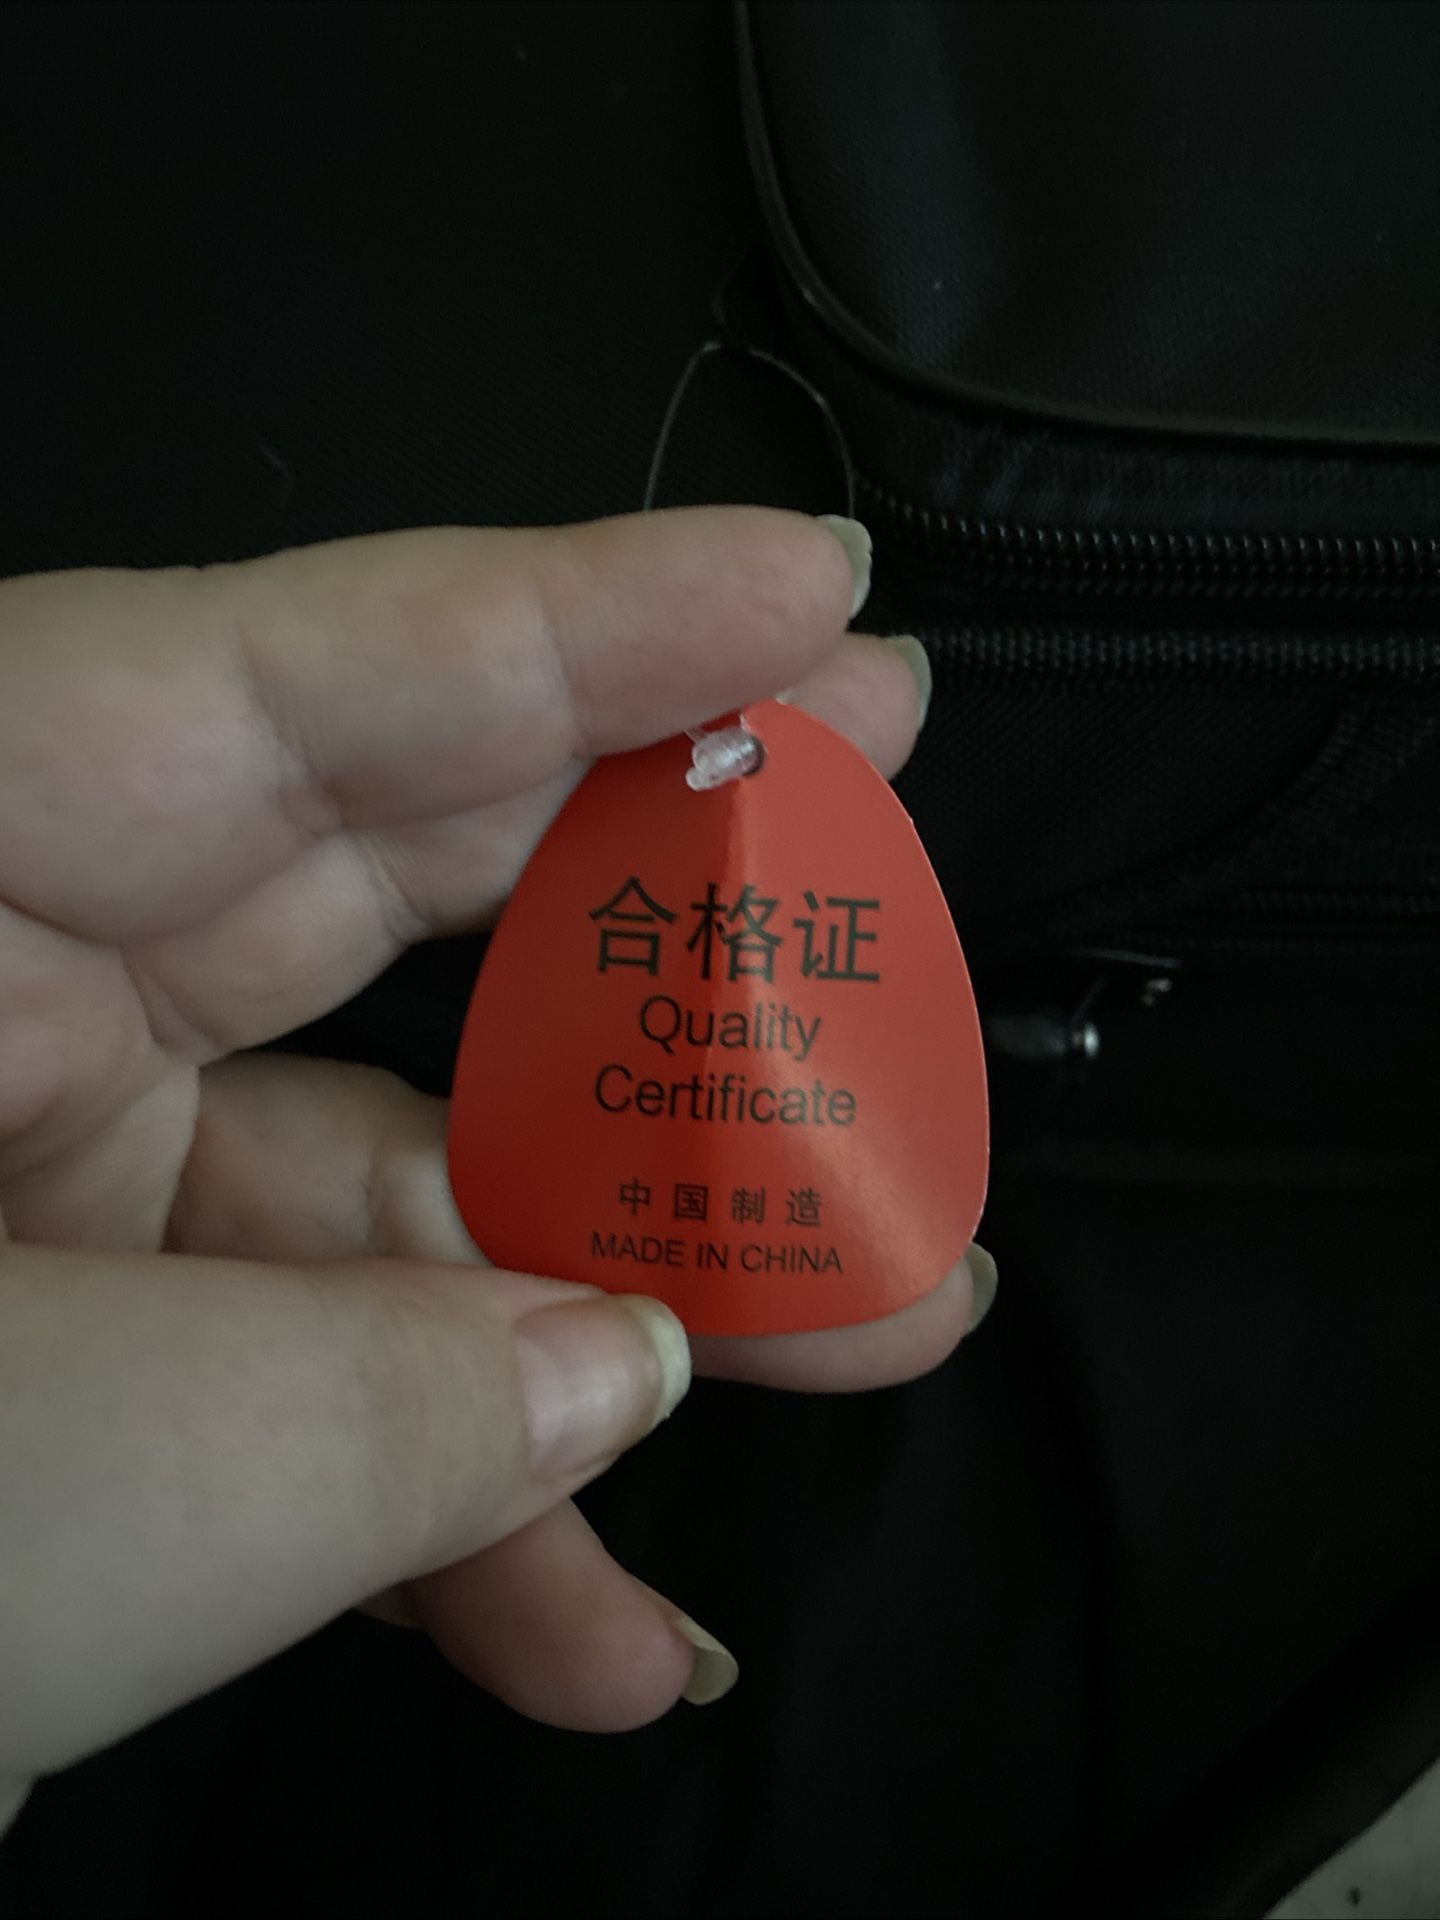 合格证
Quality
Certificate
中国制造
MADE IN CHINA